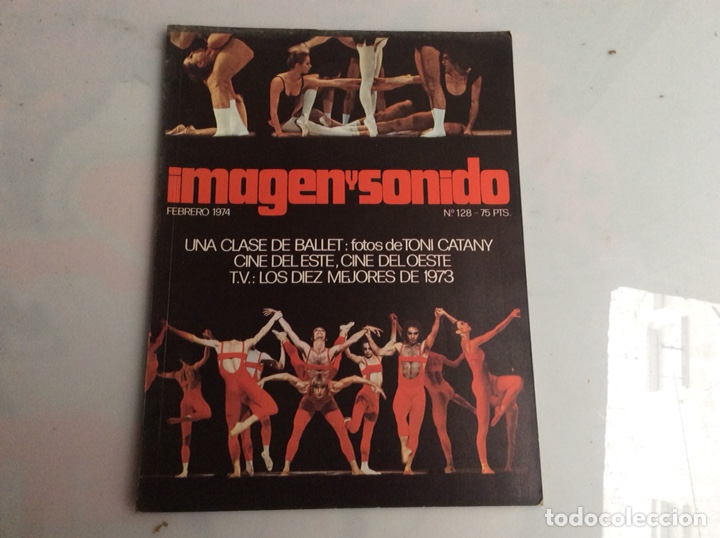 imagen y sonido
FEBRERO 1974 Nº 128 - 75 PTS.
UNA CLASE DE BALLET: fotos de TONI CATANY
CINE DEL ESTE, CINE DEL OESTE
T.V.: LOS DIEZ MEJORES DE 1973
todocoleccion